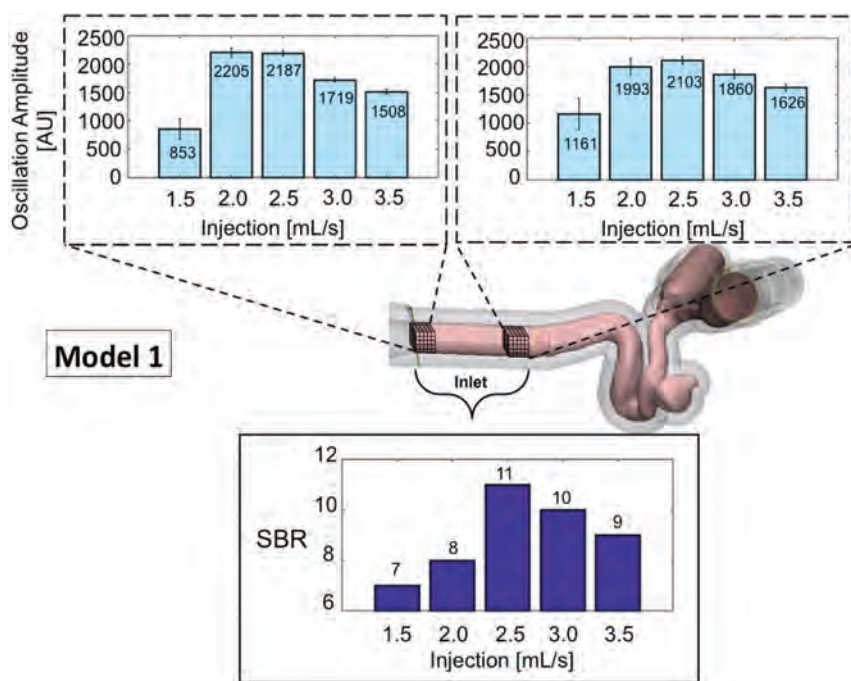 Oscillation Amplitude
[AU]
2500
2000
1500
1000
500
0
853
2205
2187
1719
1508
1.5 2.0 2.5 3.0 3.5
Injection [mL/s]
2500
2000
1500
1000
500
0
1161
1993
2103
1860
1626
1.5 2.0 2.5 3.0 3.5
Injection [mL/s]
Model 1
Inlet
SBR
12
10
8
6
7
8
11
10
9
1.5 2.0 2.5 3.0 3.5
Injection [mL/s]